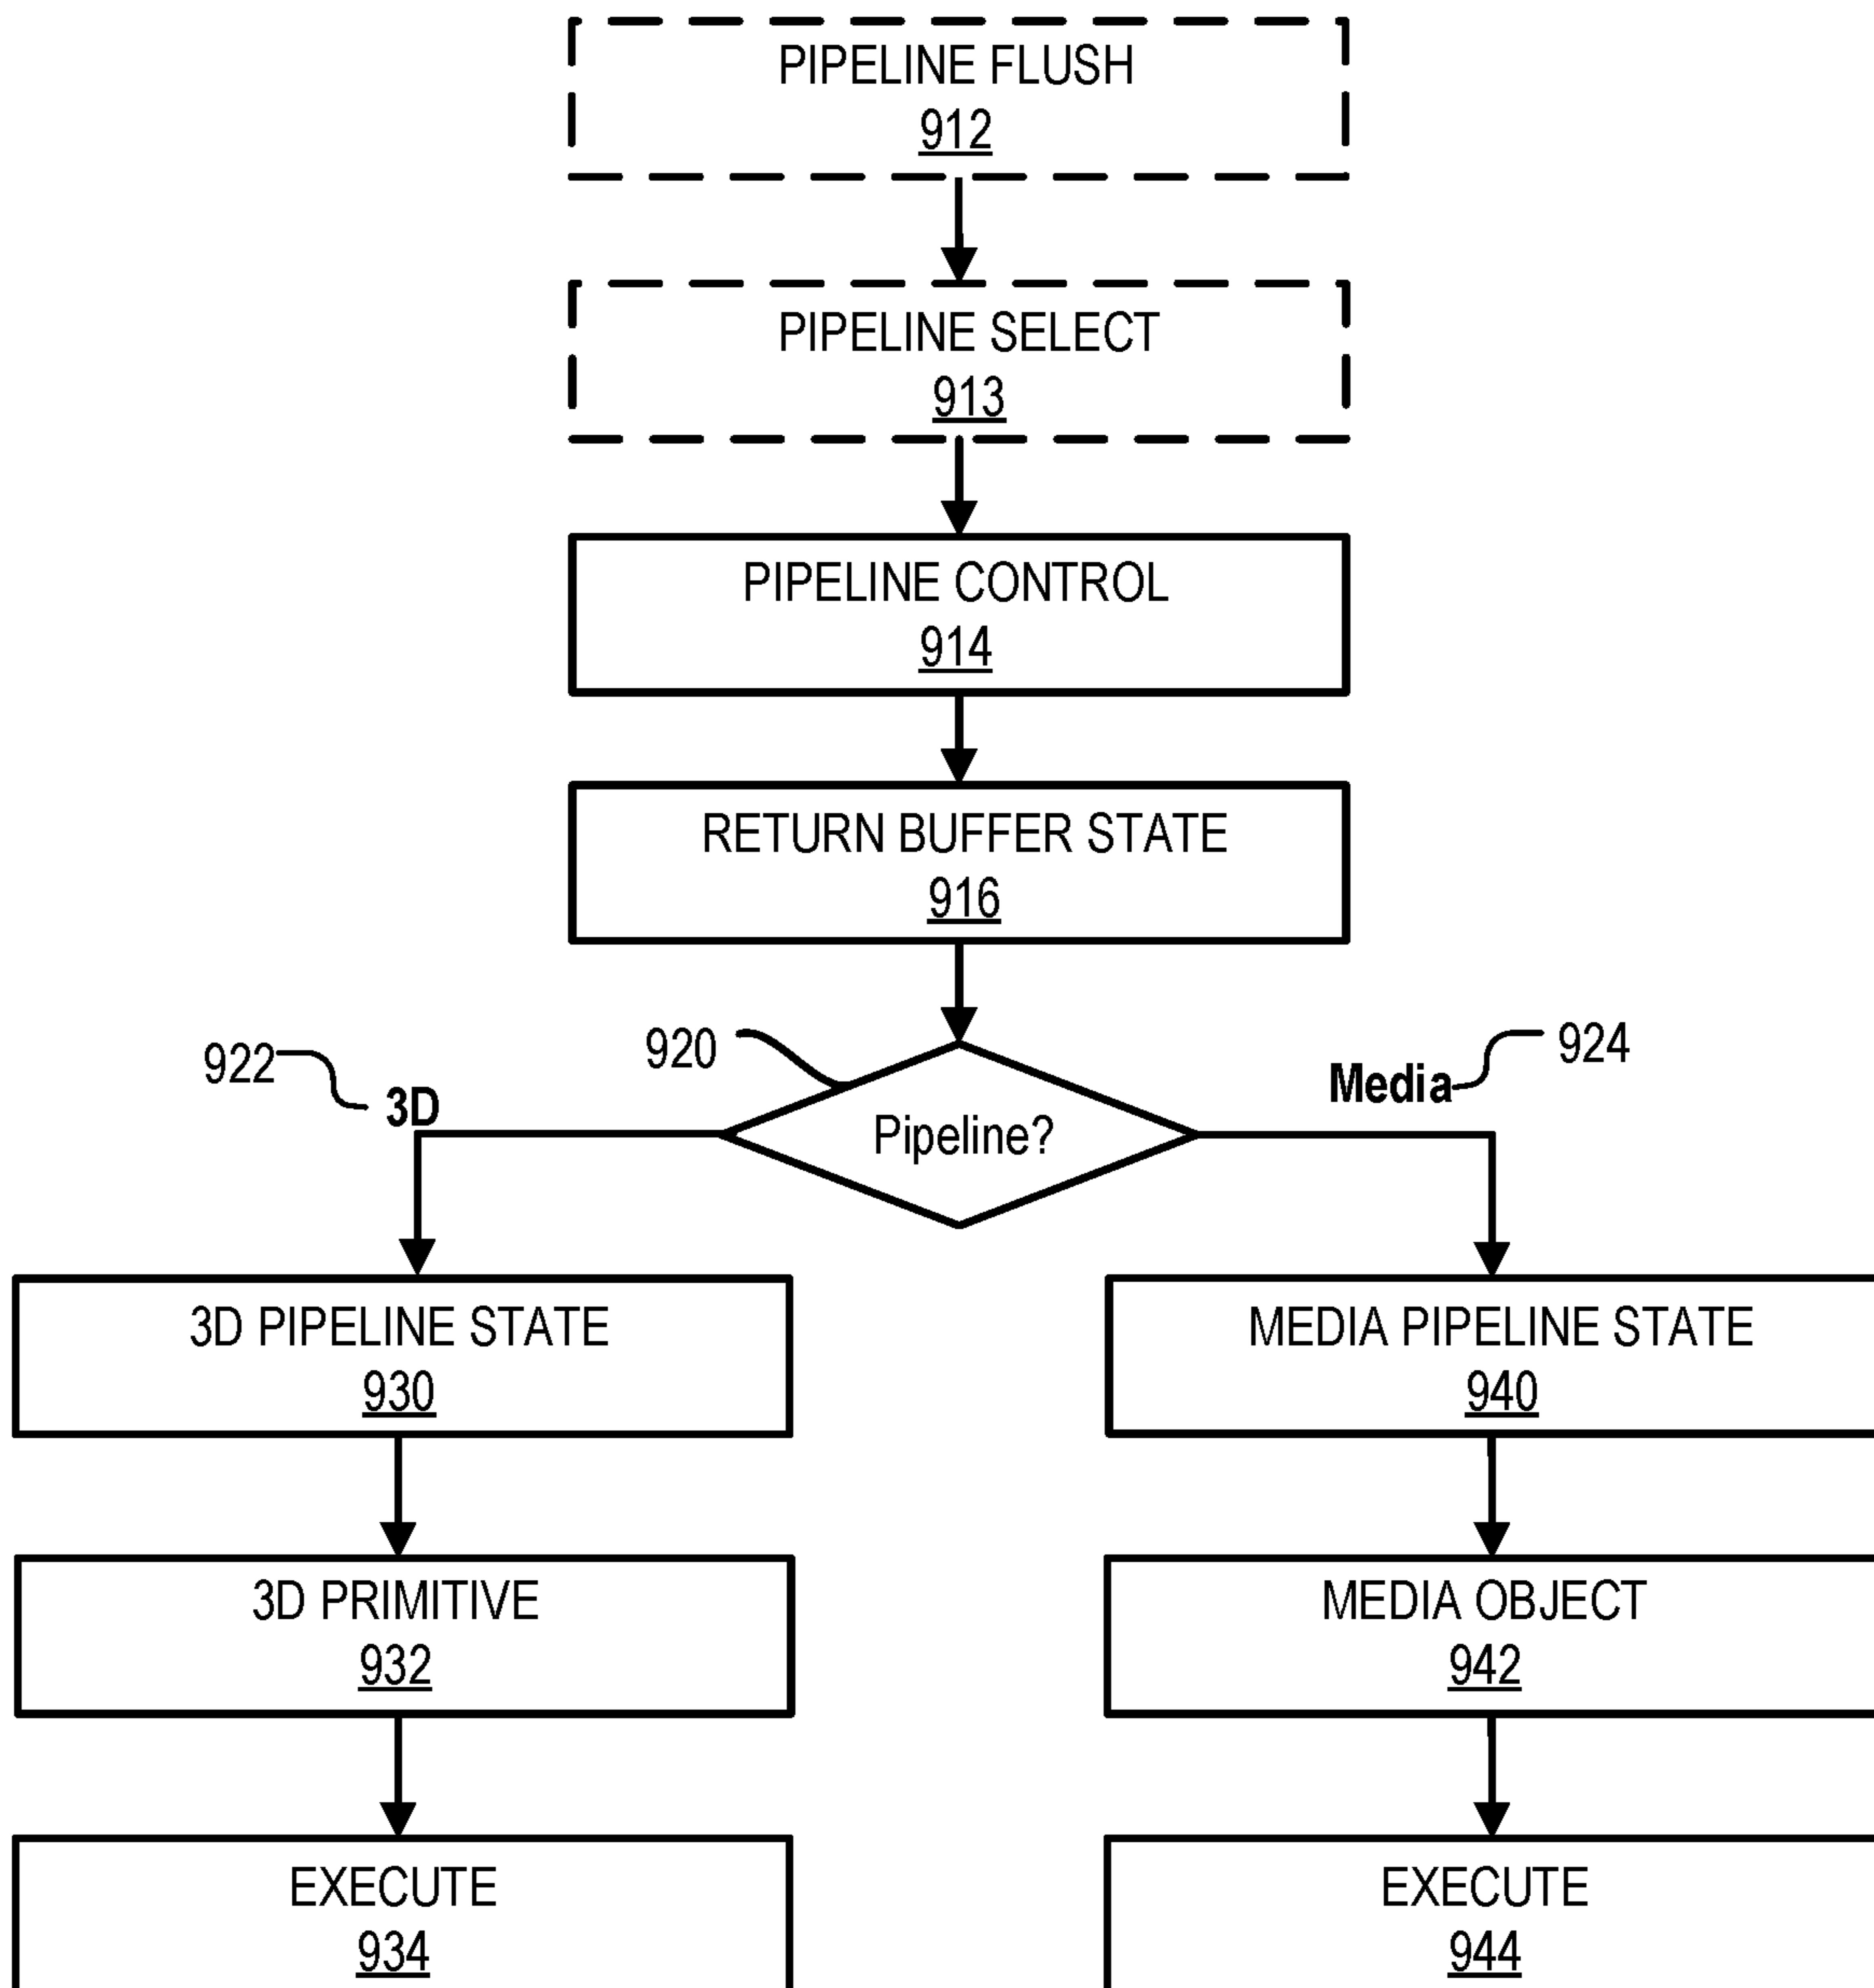 PIPELINE FLUSH
912
PIPELINE SELECT
913
PIPELINE CONTROL
914
RETURN BUFFER STATE
916
922
3D
920
Pipeline?
Media
924
3D PIPELINE STATE
930
MEDIA PIPELINE STATE
940
3D PRIMITIVE
932
MEDIA OBJECT
942
EXECUTE
934
EXECUTE
944